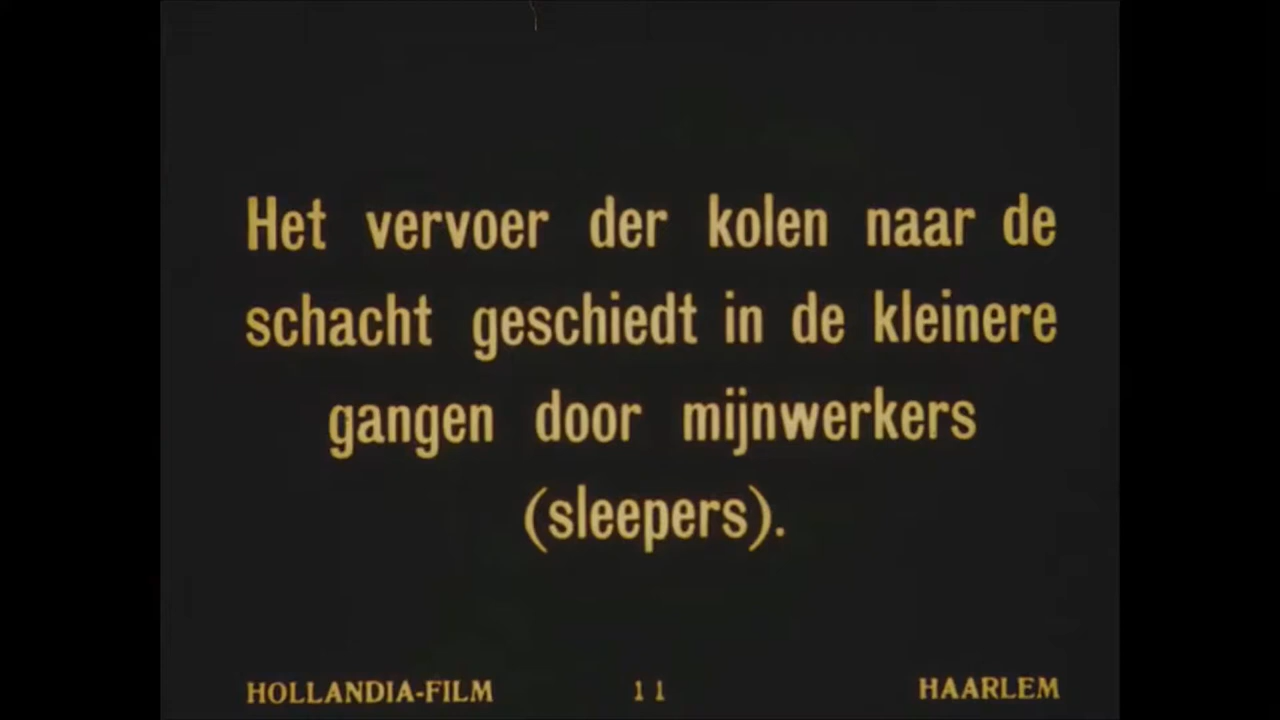 Het vervoer der kolen naar de
schacht geschiedt in de kleinere
gangen door mijnwerkers
(sleepers).
HOLLANDIA-FILM 11 HAARLEM